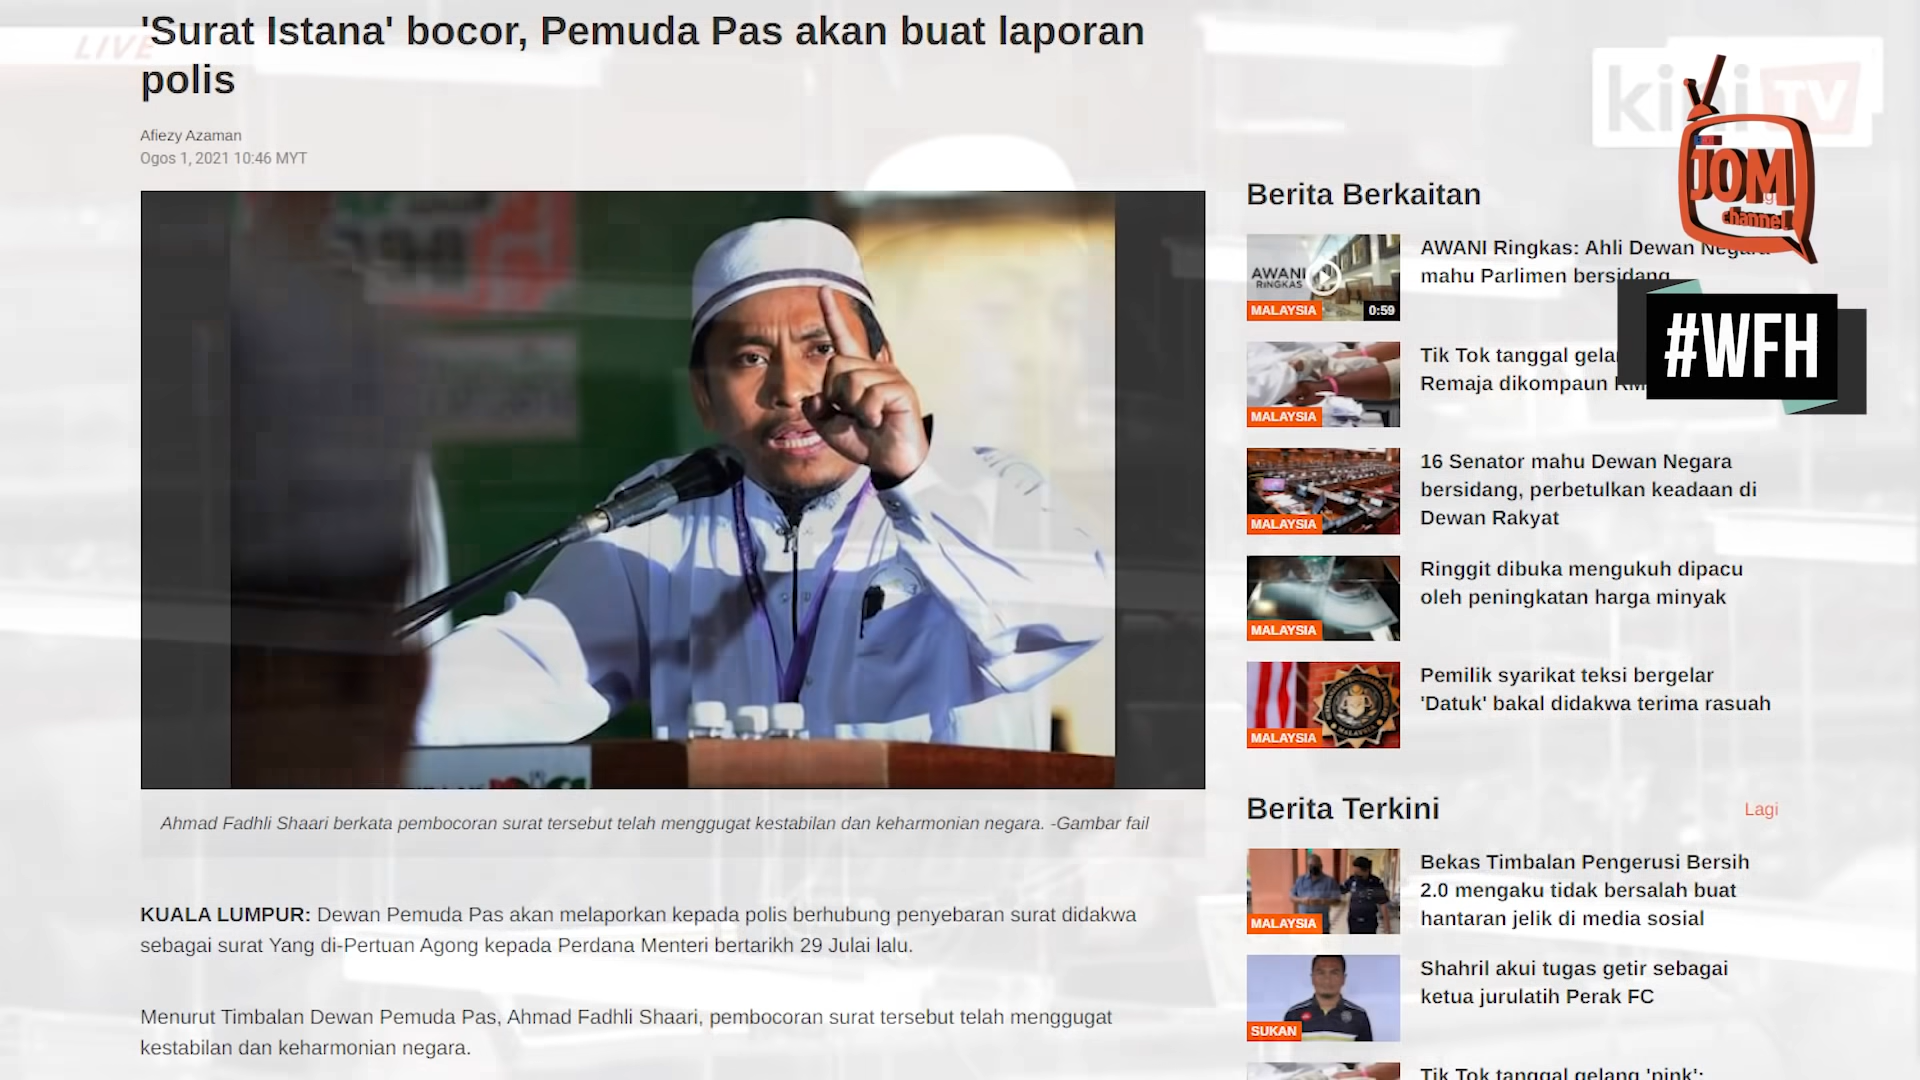 'Surat Istana' bocor, Pemuda Pas akan buat laporan
polis
LIVE
Afiezy Azaman
Ogos 1, 2021 10:46 MYT
Ahmad Fadhli Shaari berkata pembocoran surat tersebut telah menggugat kestabilan dan keharmonian negara. -Gambar fail
KUALA LUMPUR: Dewan Pemuda Pas akan melaporkan kepada polis berhubung penyebaran surat didakwa
sebagai surat Yang di-Pertuan Agong kepada Perdana Menteri bertarikh 29 Julai lalu.
Menurut Timbalan Dewan Pemuda Pas, Ahmad Fadhli Shaari, pembocoran surat tersebut telah menggugat
kestabilan dan keharmonian negara.
kini TV
JOM
channel
#WFH
Berita Berkaitan
AWANI
RINGKAS
MALAYSIA
0:59
AWANI Ringkas: Ahli Dewan Negara
mahu Parlimen bersidang
MALAYSIA
Tik Tok tanggal
Remaja dikompaun
MALAYSIA
16 Senator mahu Dewan Negara
bersidang, perbetulkan keadaan di
Dewan Rakyat
MALAYSIA
Ringgit dibuka mengukuh dipacu
oleh peningkatan harga minyak
MALAYSIA
Pemilik syarikat teksi bergelar
'Datuk' bakal didakwa terima rasuah
Berita Terkini
Lagi
MALAYSIA
Bekas Timbalan Pengerusi Bersih
2.0 mengaku tidak bersalah buat
hantaran jelik di media sosial
SUKAN
Shahril akui tugas getir sebagai
ketua jurulatih Perak FC
Tik Tok tanggal gelang 'pink':